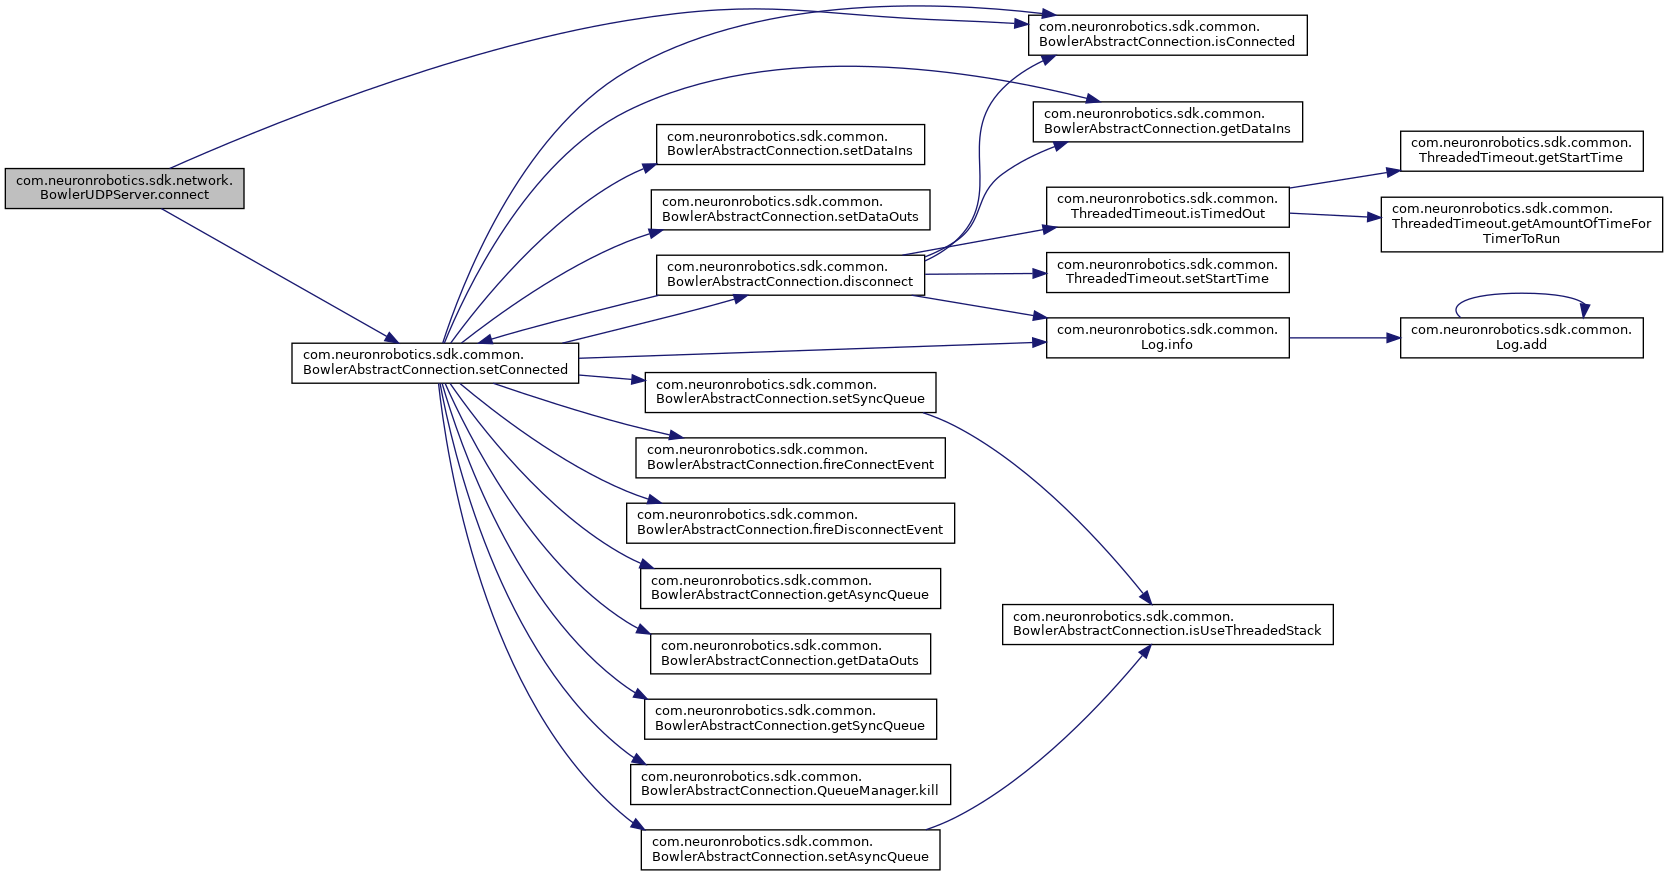 com.neuronrobotics.sdk.common.
BowlerAbstractConnection.isConnected
com.neuronrobotics.sdk.common.
BowlerAbstractConnection.getDataIns
com.neuronrobotics.sdk.common.
BowlerAbstractConnection.setDataIns
com.neuronrobotics.sdk.common.
ThreadedTimeout.getStartTime
com.neuronrobotics.sdk.network.
BowlerUDPServer.connect
com.neuronrobotics.sdk.common.
BowlerAbstractConnection.setDataOuts
com.neuronrobotics.sdk.common.
ThreadedTimeout.isTimedOut
com.neuronrobotics.sdk.common.
ThreadedTimeout.getAmountOfTimeFor
TimerToRun
com.neuronrobotics.sdk.common.
BowlerAbstractConnection.disconnect
com.neuronrobotics.sdk.common.
ThreadedTimeout.setStartTime
com.neuronrobotics.sdk.common.
Log.info
com.neuronrobotics.sdk.common.
Log.add
com.neuronrobotics.sdk.common.
BowlerAbstractConnection.setConnected
com.neuronrobotics.sdk.common.
BowlerAbstractConnection.setSyncQueue
com.neuronrobotics.sdk.common.
BowlerAbstractConnection.fireConnectEvent
com.neuronrobotics.sdk.common.
BowlerAbstractConnection.fireDisconnectEvent
com.neuronrobotics.sdk.common.
BowlerAbstractConnection.getAsyncQueue
com.neuronrobotics.sdk.common.
BowlerAbstractConnection.isUseThreadedStack
com.neuronrobotics.sdk.common.
BowlerAbstractConnection.getDataOuts
com.neuronrobotics.sdk.common.
BowlerAbstractConnection.getSyncQueue
com.neuronrobotics.sdk.common.
BowlerAbstractConnection.QueueManager.kill
com.neuronrobotics.sdk.common.
BowlerAbstractConnection.setAsyncQueue